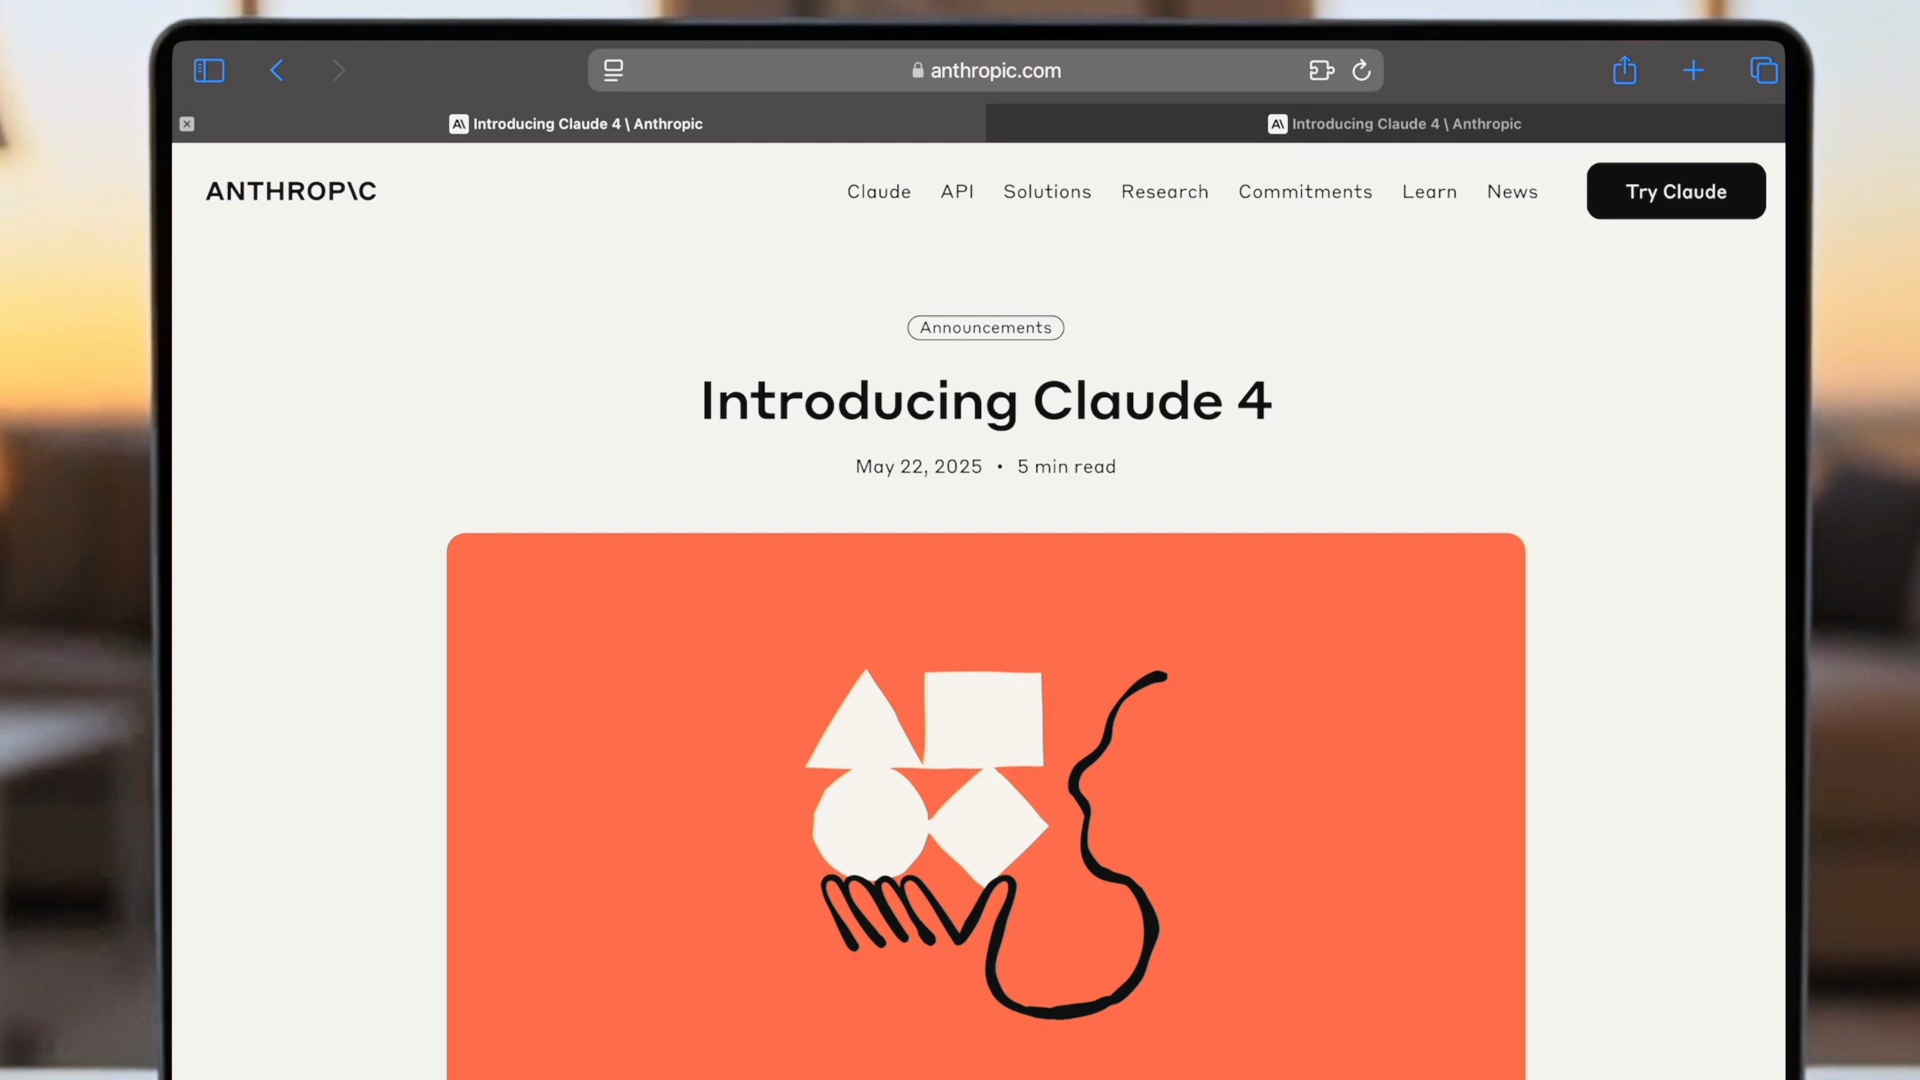 anthropic.com
Introducing Claude 4 \ Anthropic
Introducing Claude 4 \ Anthropic
ANTHROP\C
Claude
API
Solutions
Research
Commitments
Learn
News
Try Claude
Announcements
Introducing Claude 4
May 22, 2025 • 5 min read